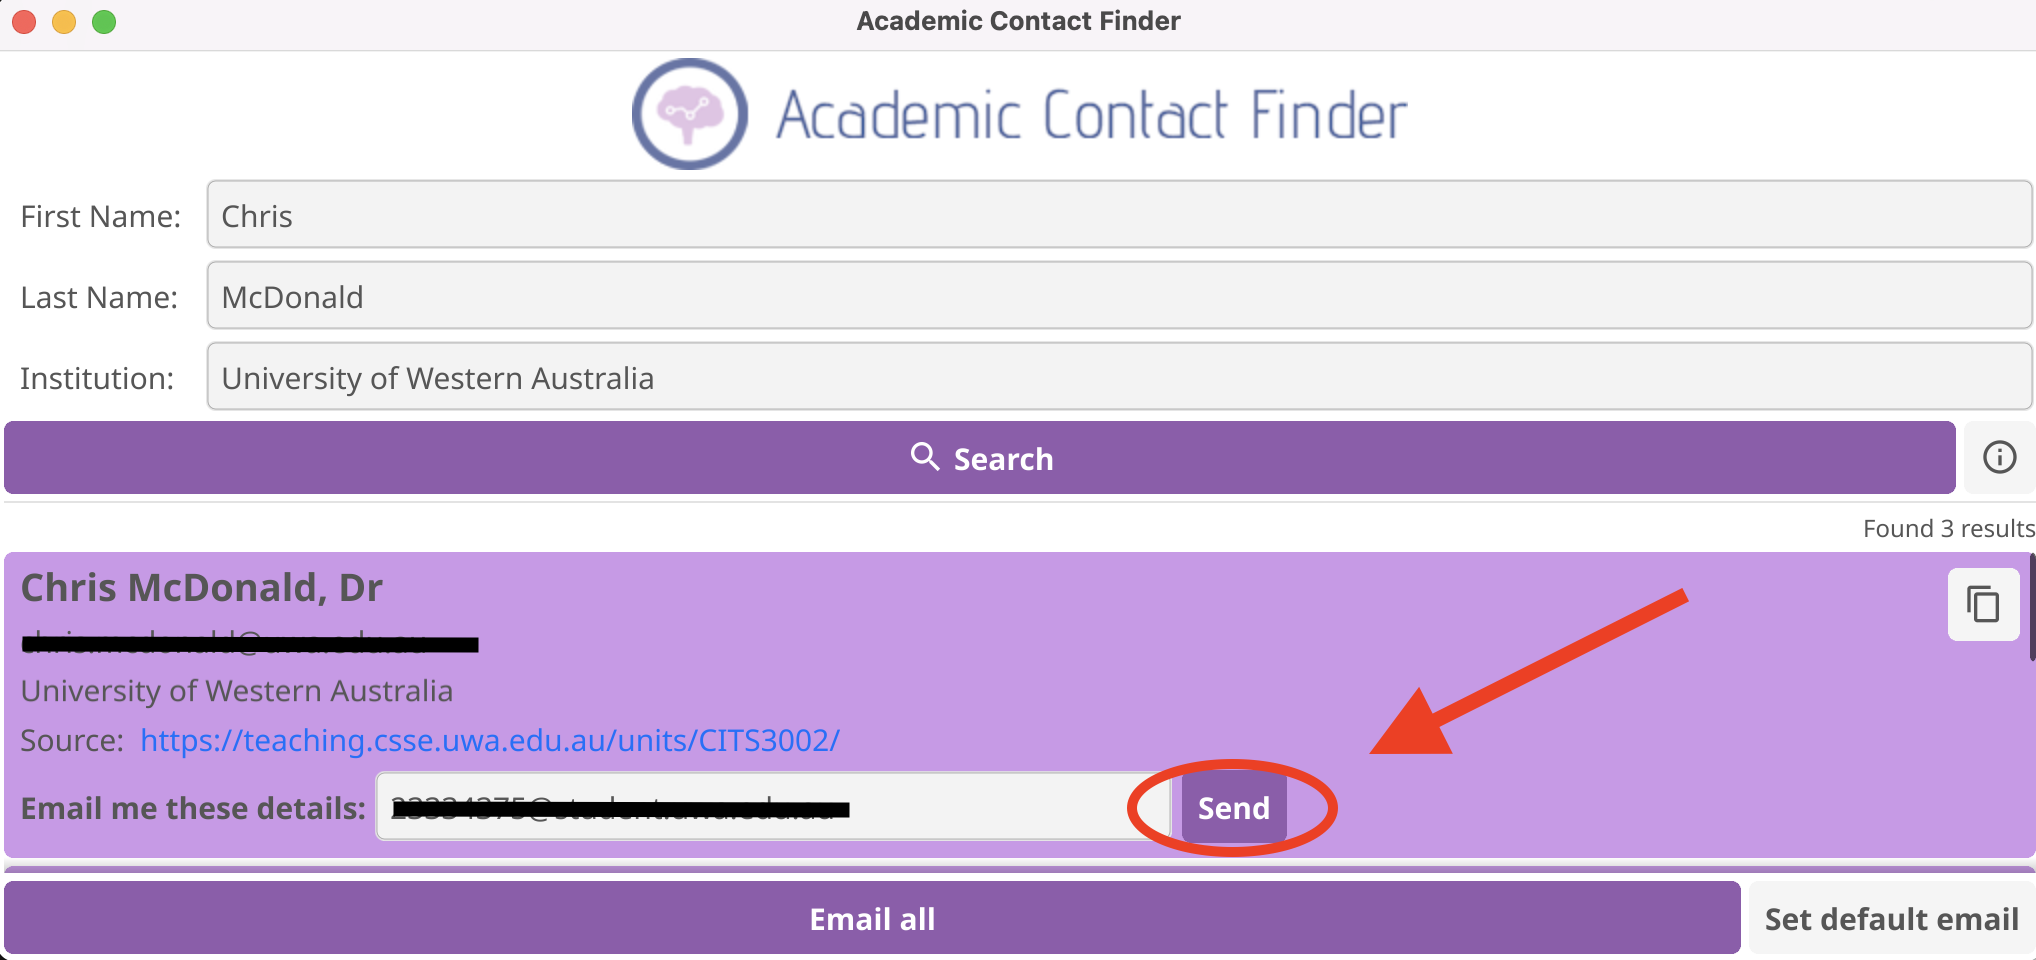 Academic Contact Finder
Academic Contact Finder
First Name: Chris
Last Name: McDonald
Institution: University of Western Australia
Search
Found 3 results
Chris McDonald, Dr
University of Western Australia
Source: https://teaching.csse.uwa.edu.au/units/CITS3002/
Email me these details: Send
Email all Set default email